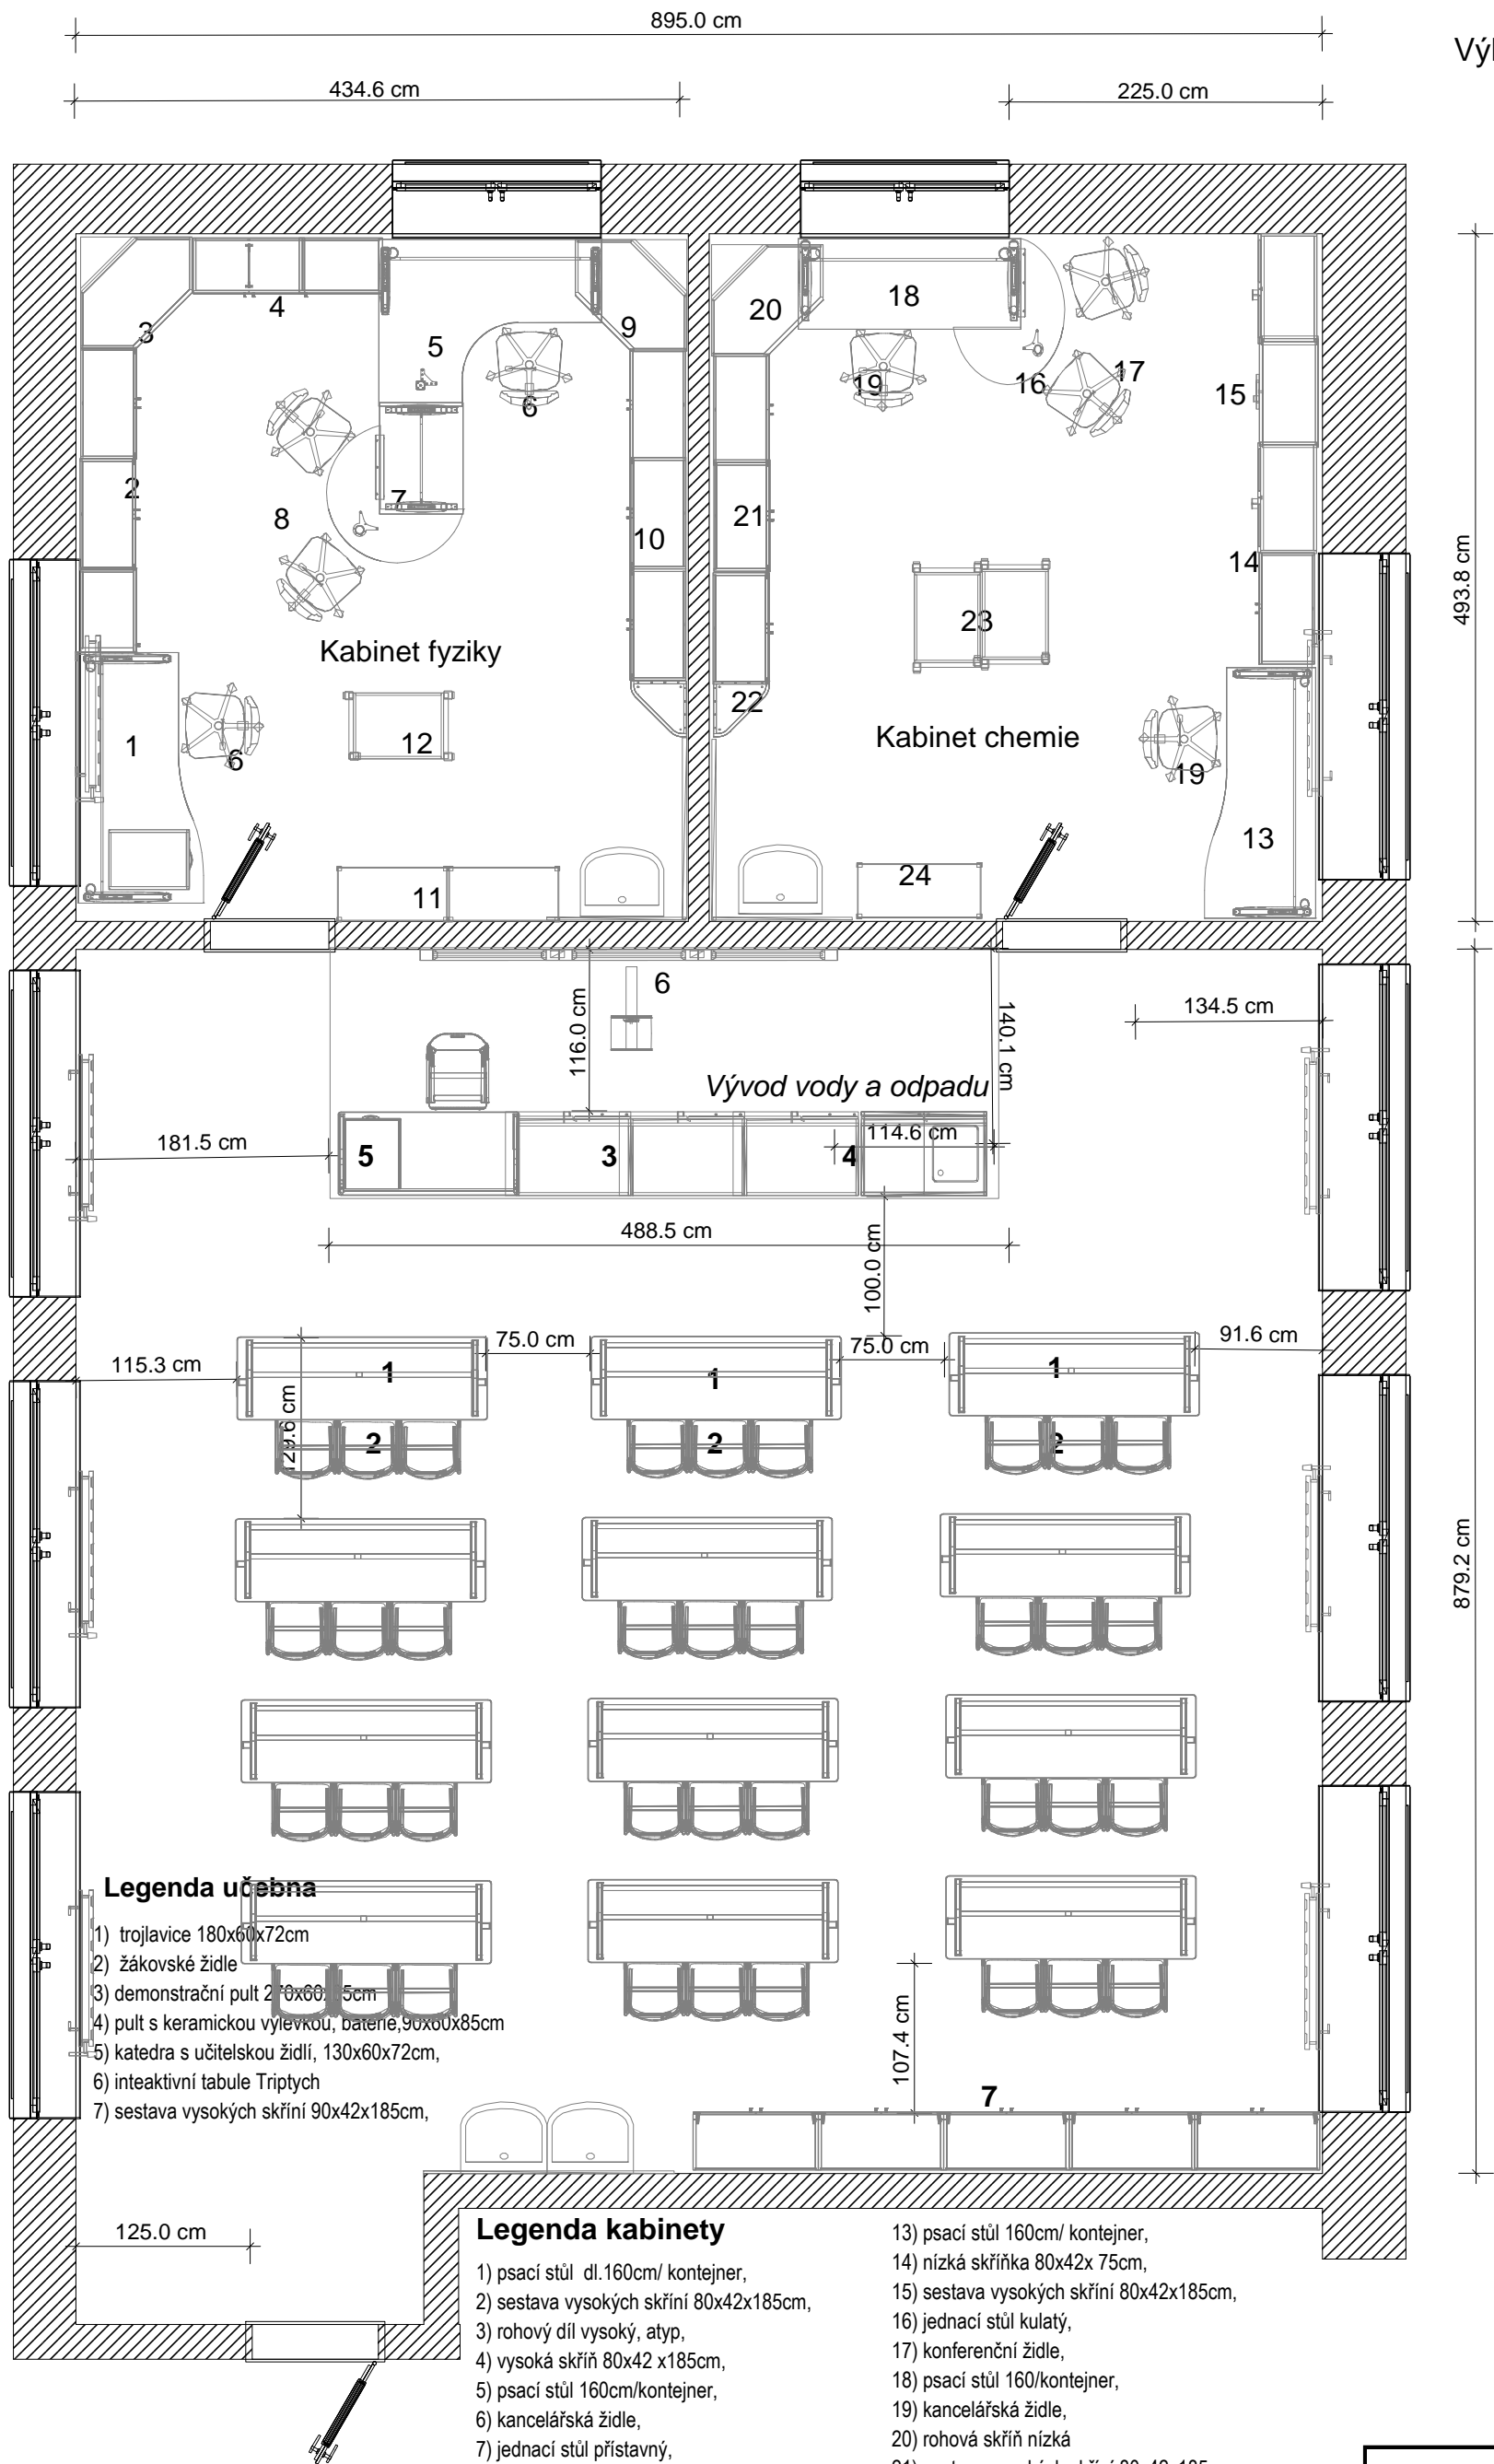 895.0 cm
434.6 cm
225.0 cm
4
3
5
9
6
2
7
8
10
20
18
19
16
17
15
21
14
493.8 cm
Kabinet fyziky
23
22
1
6
12
Kabinet chemie
19
13
11
24
6
116.0 cm
140.1 cm
134.5 cm
Vývod vody a odpadu
181.5 cm
5
3
4
114.6 cm
488.5 cm
100.0 cm
115.3 cm
75.0 cm
75.0 cm
91.6 cm
1
1
1
129.6 cm
2
2
2
879.2 cm
Legenda učebna
1) trojlavice 180x60x72cm
2) žákovské židle
3) demonstrační pult
4) pult s keramickou výlevkou, baterie,90x60x85cm
5) katedra s učitelskou židlí, 130x60x72cm,
6) inteaktivní tabule Triptych
7) sestava vysokých skříní 90x42x185cm,
107.4 cm
7
125.0 cm
Legenda kabinety
1) psací stůl dl.160cm/ kontejner,
2) sestava vysokých skříní 80x42x185cm,
3) rohový díl vysoký, atyp,
4) vysoká skříň 80x42 x185cm,
5) psací stůl 160cm/kontejner,
6) kancelářská židle,
7) jednací stůl přístavný,
13) psací stůl 160cm/ kontejner,
14) nízká skříňka 80x42x 75cm,
15) sestava vysokých skříní 80x42x185cm,
16) jednací stůl kulatý,
17) konferenční židle,
18) psací stůl 160/kontejner,
19) kancelářská židle,
20) rohová skříň nízká